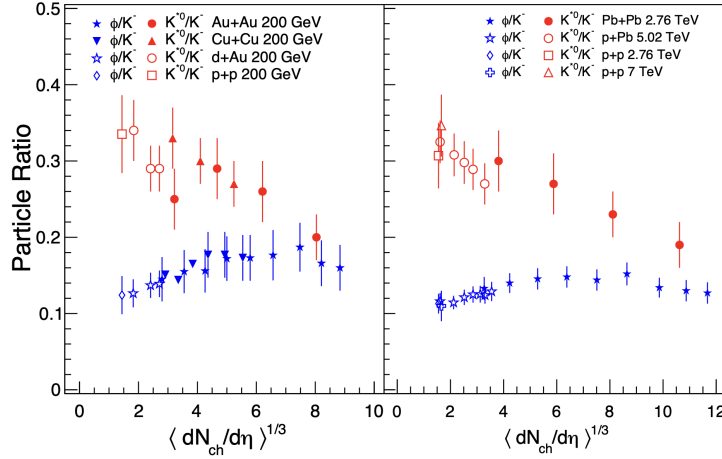 Particle Ratio
0.5
0.4
0.3
0.2
0.1
0
φ/K⁻ K*⁰/K⁻ Au+Au 200 GeV
φ/K⁻ K*⁰/K⁻ Cu+Cu 200 GeV
φ/K⁻ K*⁰/K⁻ d+Au 200 GeV
φ/K⁻ K*⁰/K⁻ p+p 200 GeV
0 2 4 6 8 10
⟨ dN_ch/dη ⟩^1/3
φ/K⁻ K*⁰/K⁻ Pb+Pb 2.76 TeV
φ/K⁻ K*⁰/K⁻ p+Pb 5.02 TeV
φ/K⁻ K*⁰/K⁻ p+p 2.76 TeV
φ/K⁻ K*⁰/K⁻ p+p 7 TeV
0 2 4 6 8 10 12
⟨ dN_ch/dη ⟩^1/3